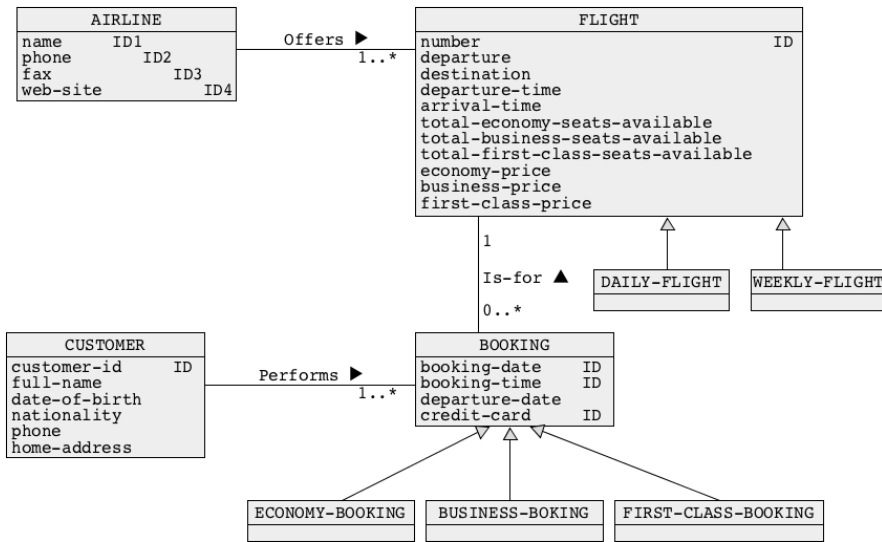 AIRLINE
name ID1
phone ID2
fax ID3
web-site ID4
Offers ▶
1..*
FLIGHT
number ID
departure
destination
departure-time
arrival-time
total-economy-seats-available
total-business-seats-available
total-first-class-seats-available
economy-price
business-price
first-class-price
1
Is-for ▲
0..*
DAILY-FLIGHT
WEEKLY-FLIGHT
CUSTOMER
customer-id ID
full-name
date-of-birth
nationality
phone
home-address
Performs ▶
1..*
BOOKING
booking-date ID
booking-time ID
departure-date
credit-card ID
ECONOMY-BOOKING
BUSINESS-BOKING
FIRST-CLASS-BOOKING